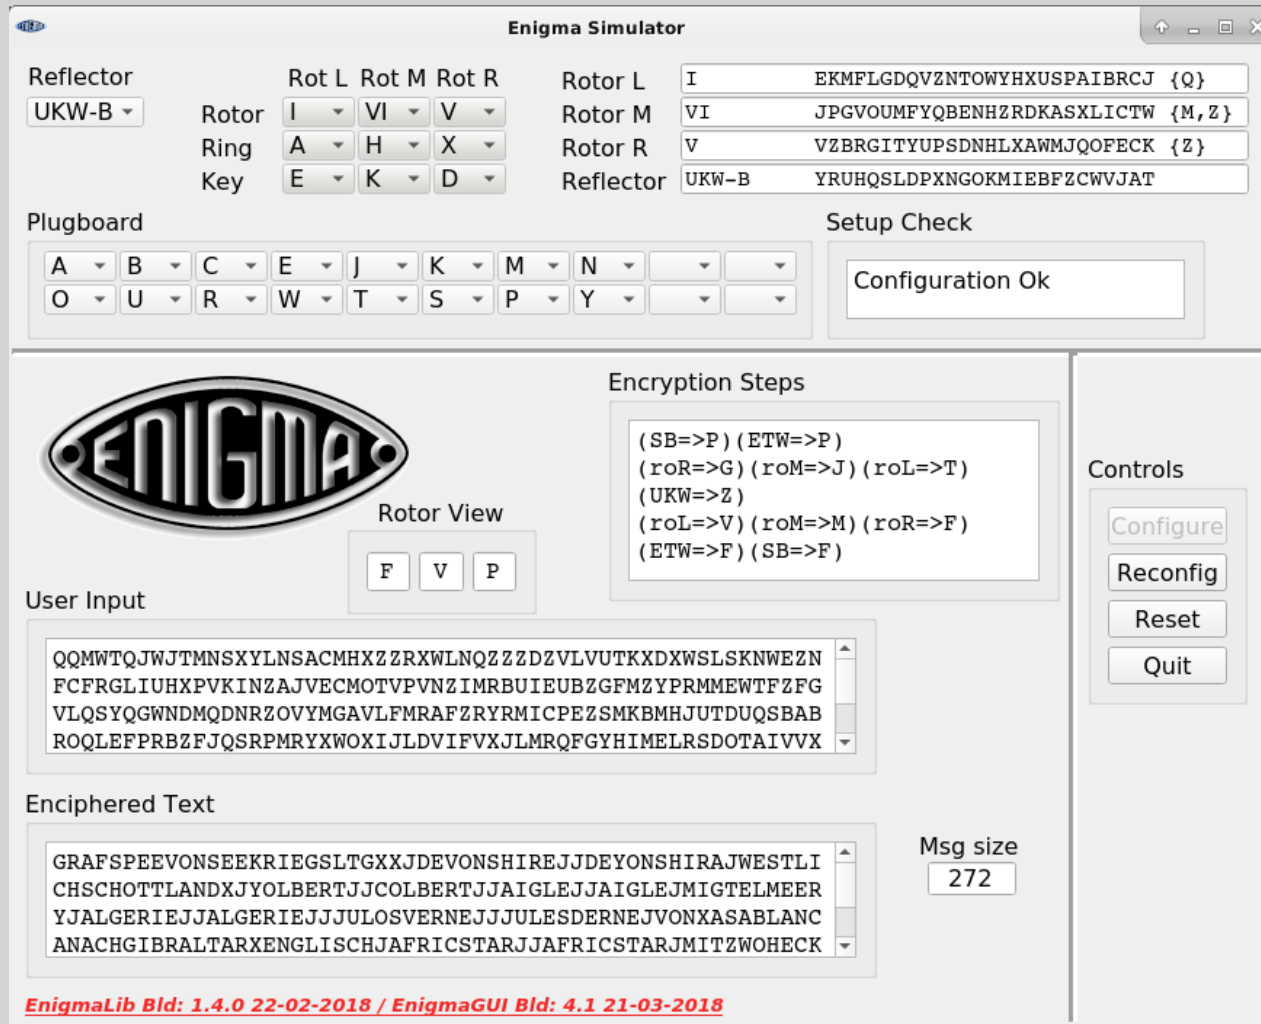 Enigma Simulator
Reflector Rot L Rot M Rot R
UKW-B
Rotor I VI V
Ring A H X
Key E K D
Rotor L I EKMFLGDQVZNTOWYHXUSPAIBRCJ {Q}
Rotor M VI JPGVOUMFYQBENHZRDKASXLICTW {M,Z}
Rotor R V VZBRGITYUPSDNHLXAWMJQOFECK {Z}
Reflector UKW-B YRUHQSLDPXNGOKMIEBFZCWVJAT
Plugboard
A B C E J K M N
O U R W T S P Y
Setup Check
Configuration Ok
ENIGMA
Encryption Steps
(SB=>P)(ETW=>P)
(roR=>G)(roM=>J)(roL=>T)
(UKW=>Z)
(roL=>V)(roM=>M)(roR=>F)
(ETW=>F)(SB=>F)
Controls
Configure
Reconfig
Reset
Quit
Rotor View
F V P
User Input
QQMWTQJWJTMNSXYLNSACMHXZZRXWLNQZZZDZVLVUTKXDXWSLSKNWEZN
FCFRGLIUHXPVKINZAJVECMOTVPVNZIMRBUIEUBZGFMZYPRMMEWTFZFG
VLQSYQGWNDMQDNRZOVYMGAVLFMRAFZRYRMICPEZSMKBMHJUTDUQSBAB
ROQLEFPRBZFJQSRPMRYXWOXIJLDVIFVXJLMRQFGYHIMELRSDOTAIVVX
Enciphered Text
GRAFSPEEVONSEEKRIEGSLTGXXJDEVONSHIREJJDEYONSHIRAJWESTLI
CHSCHOTTLANDXJYOLBERTJJCOLBERTJJAIGLEJJAIGLEJMIGTELMEER
YJALGERIEJJALGERIEJJJULOSVERNEJJJULESDERNEJVONXASABLANC
ANACHGIBRALTARXENGLISCHJAFRICSTARJJAFRICSTARJMITZWOHECK
Msg size
272
EnigmaLib Bld: 1.4.0 22-02-2018 / EnigmaGUI Bld: 4.1 21-03-2018